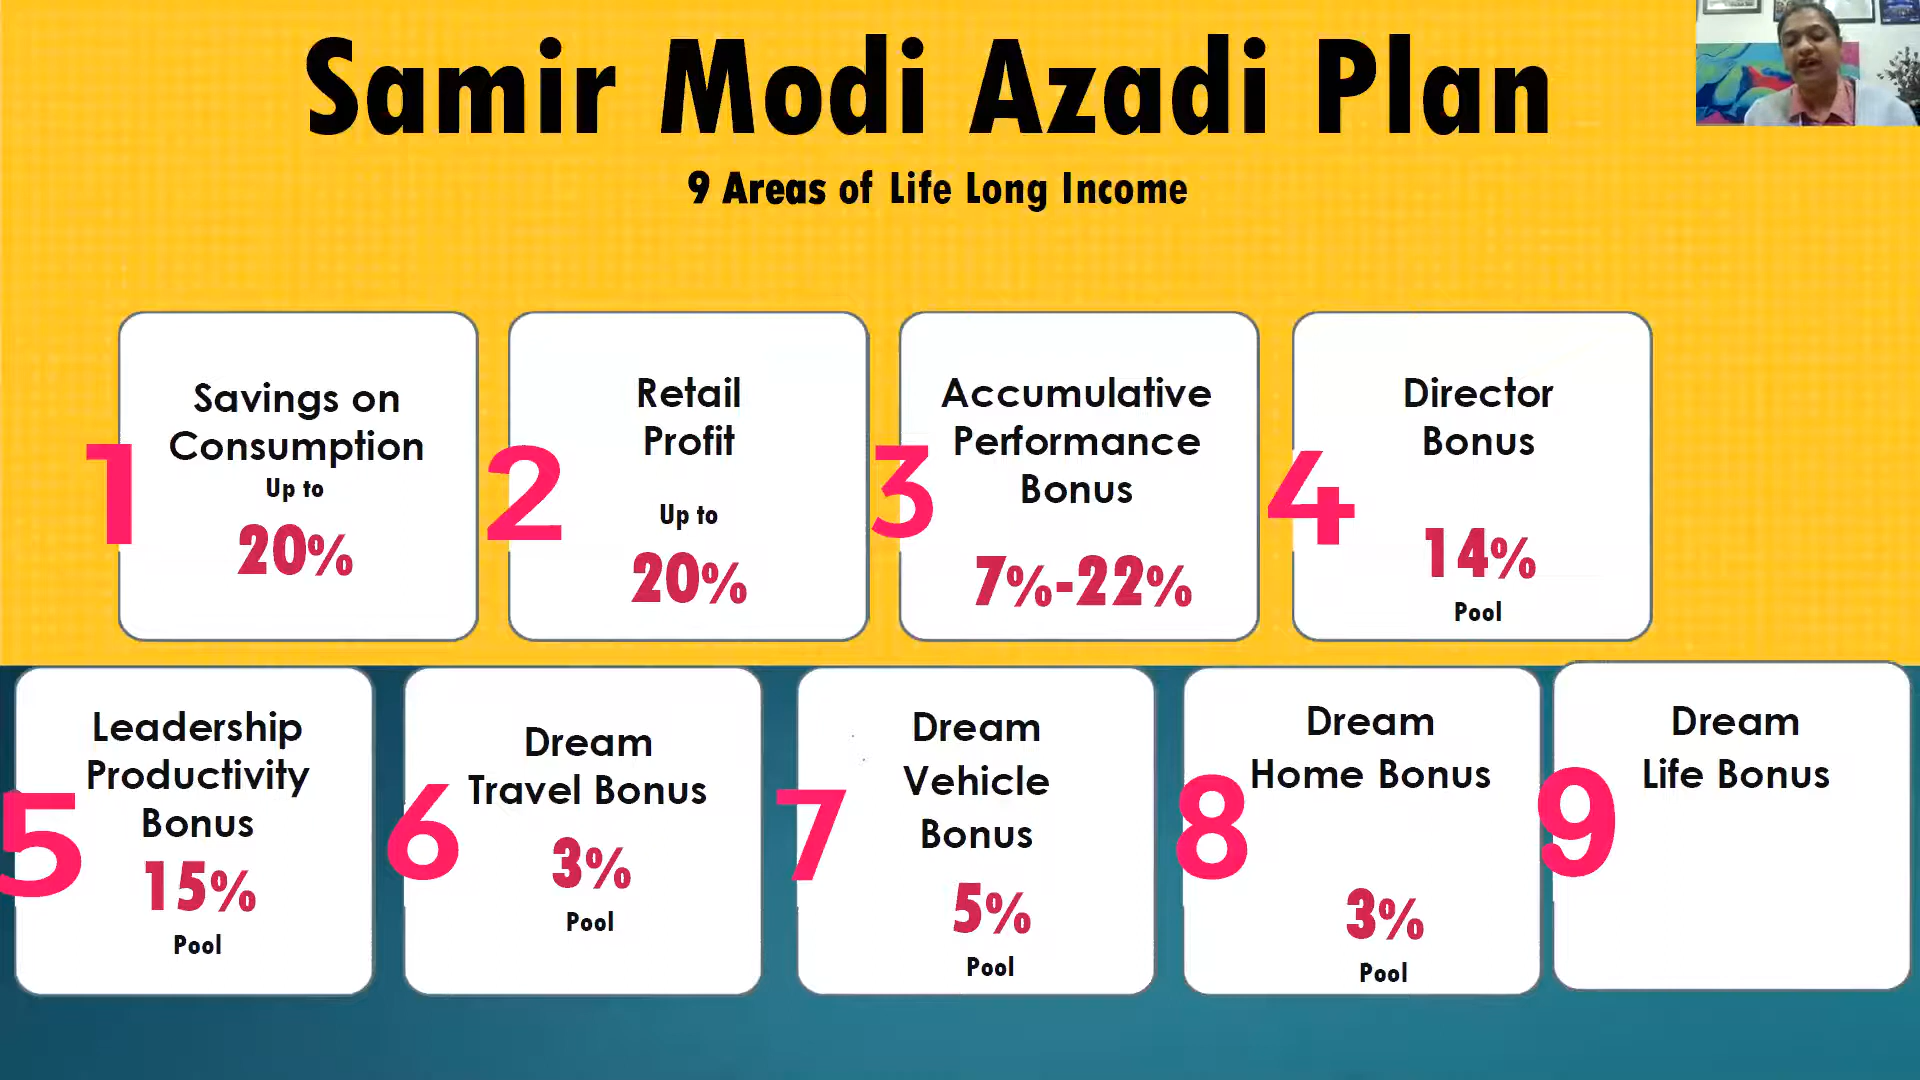 Samir Modi Azadi Plan
9 Areas of Life Long Income
1
Savings on
Consumption
Up to
20%
2
Retail
Profit
Up to
20%
3
Accumulative
Performance
Bonus
7%-22%
4
Director
Bonus
14%
Pool
5
Leadership
Productivity
Bonus
15%
Pool
6
Dream
Travel Bonus
3%
Pool
7
Dream
Vehicle
Bonus
5%
Pool
8
Dream
Home Bonus
3%
Pool
9
Dream
Life Bonus